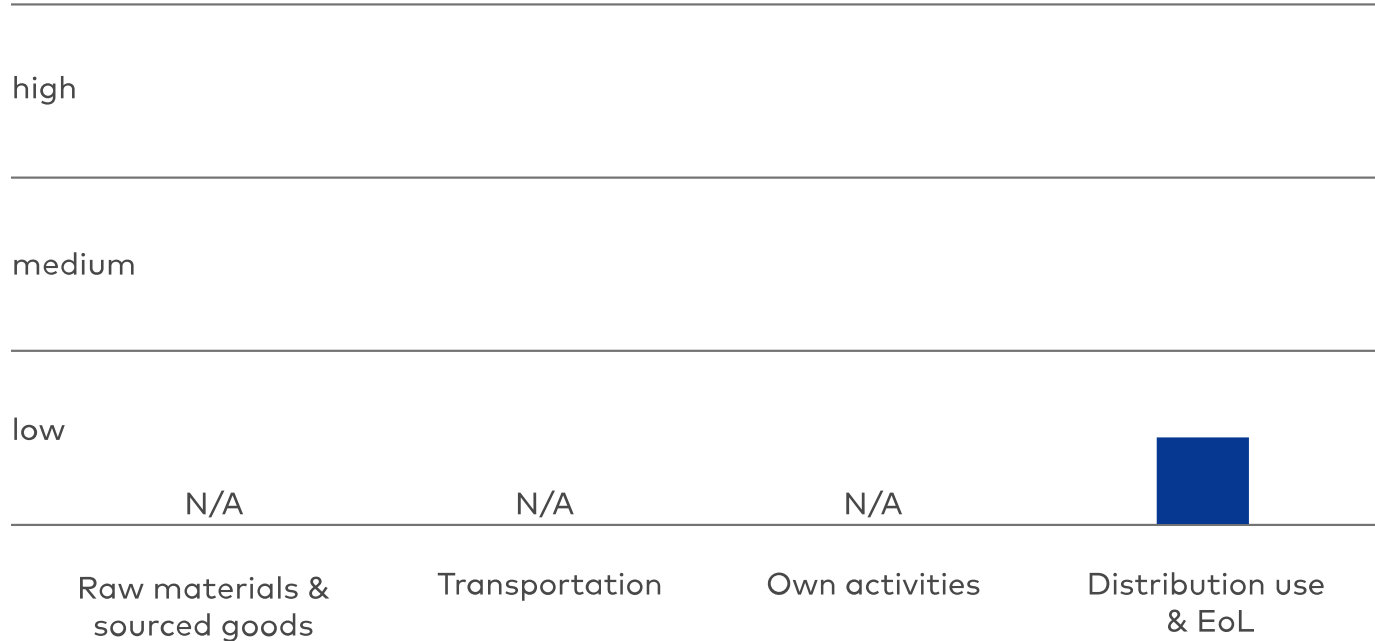 high
medium
low
N/A
N/A
N/A
Raw materials &
sourced goods
Transportation
Own activities
Distribution use
& EoL